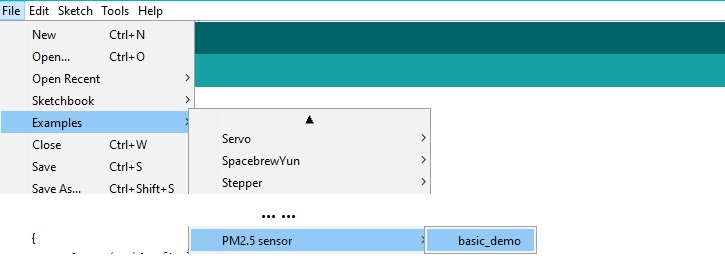 File Edit Sketch Tools Help
New Ctrl+N
Open... Ctrl+O
Open Recent
Sketchbook
Examples
Close Ctrl+W
Save Ctrl+S
Save As... Ctrl+Shift+S
Servo
SpacebrewYun
Stepper
... ...
PM2.5 sensor
basic_demo
{